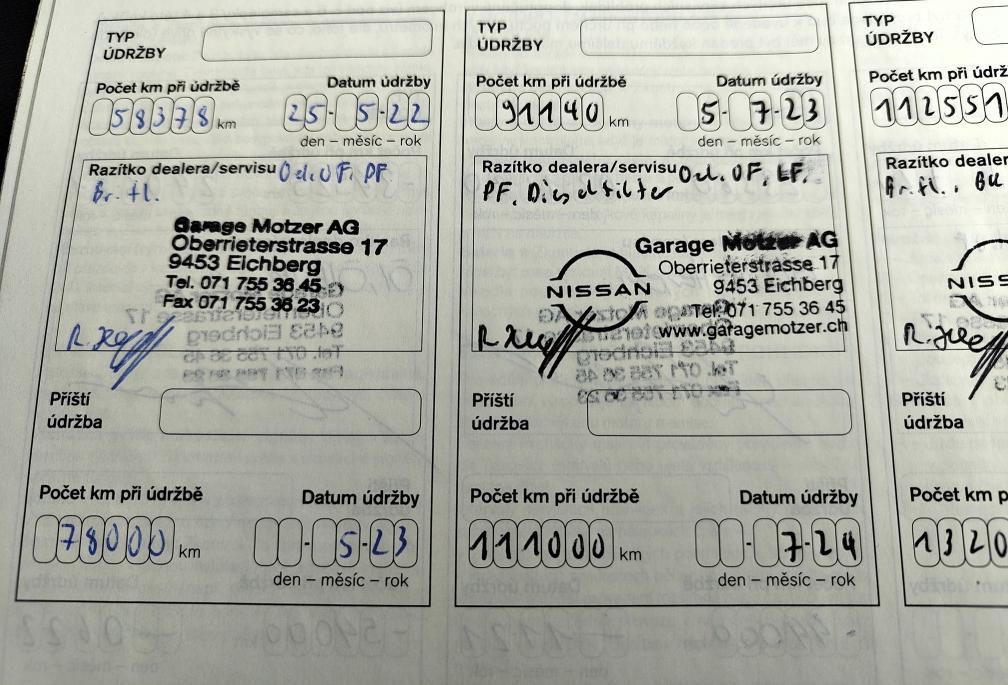 TYP
ÚDRŽBY
Počet km při údržbě
Datum údržby
58378 km
25-5-22
den – měsíc – rok
Razítko dealera/servisu Oel. OF. PF
Br. fl.
Garage Motzer AG
Oberrieterstrasse 17
9453 Eichberg
Tel. 071 755 36 45
Fax 071 755 36 23
Příští
údržba
Počet km při údržbě
Datum údržby
78000 km
-5-23
den – měsíc – rok
TYP
ÚDRŽBY
Počet km při údržbě
Datum údržby
91140 km
5-7-23
den – měsíc – rok
Razítko dealera/servisu Oel. OF. LF.
PF. Dieselfilter
NISSAN
Garage Motzer AG
Oberrieterstrasse 17
9453 Eichberg
Tel. 071 755 36 45
www.garagemotzer.ch
Příští
údržba
Počet km při údržbě
Datum údržby
111000 km
-7-24
den – měsíc – rok
TYP
ÚDRŽBY
Počet km při údržbě
112551
Razítko dealer
Br. fl.
NISS
Příští
údržba
Počet km p
1320